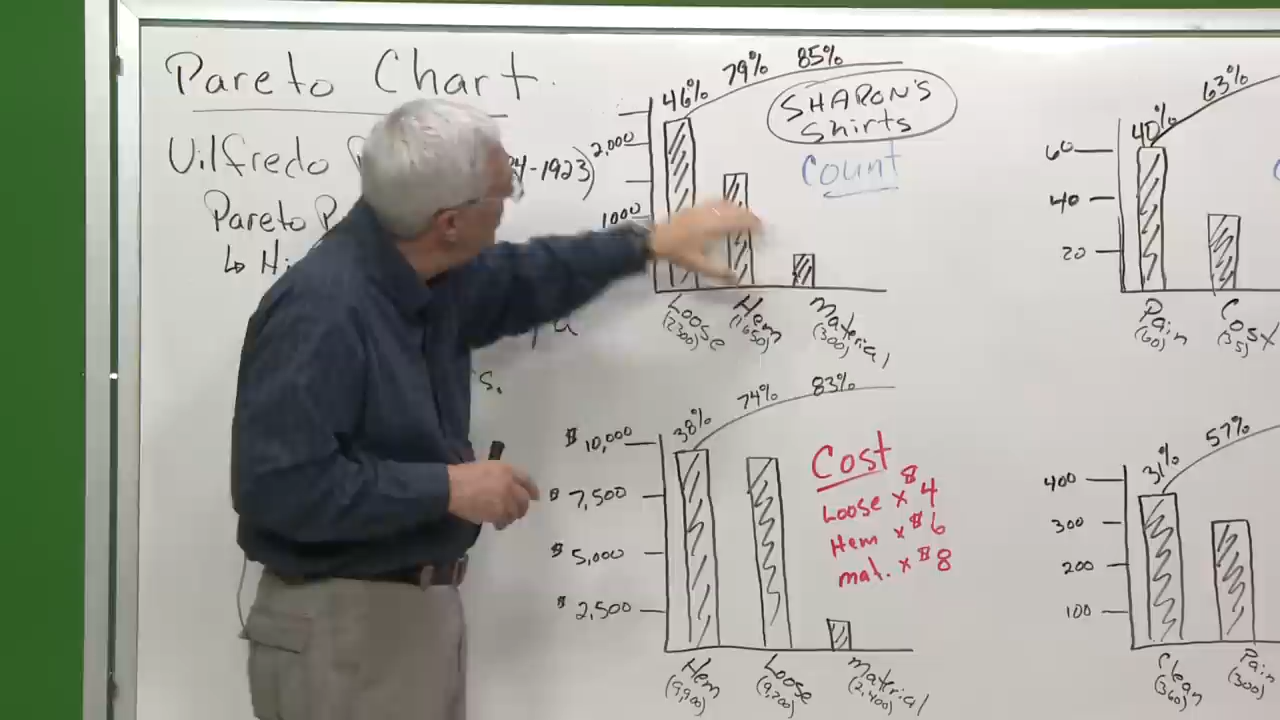 Pareto Chart.
Vilfredo
-1923)
Pareto
↳ Hi
s.
46% 79% 85%
SHARON'S
Shirts
Count
2,000
1000
Loose Hem Material
(2300) (1650) (300)
38% 74% 83%
$ 10,000
$ 7,500
$ 5,000
$ 2,500
Cost
Loose x $4
Hem x $6
mat. x $8
Hem Loose Material
(9,900) (9,200) (2,400)
40% 63%
60
40
20
Pain Cost
(60) (35)
31% 57%
400
300
200
100
Clean Pain
(360) (300)